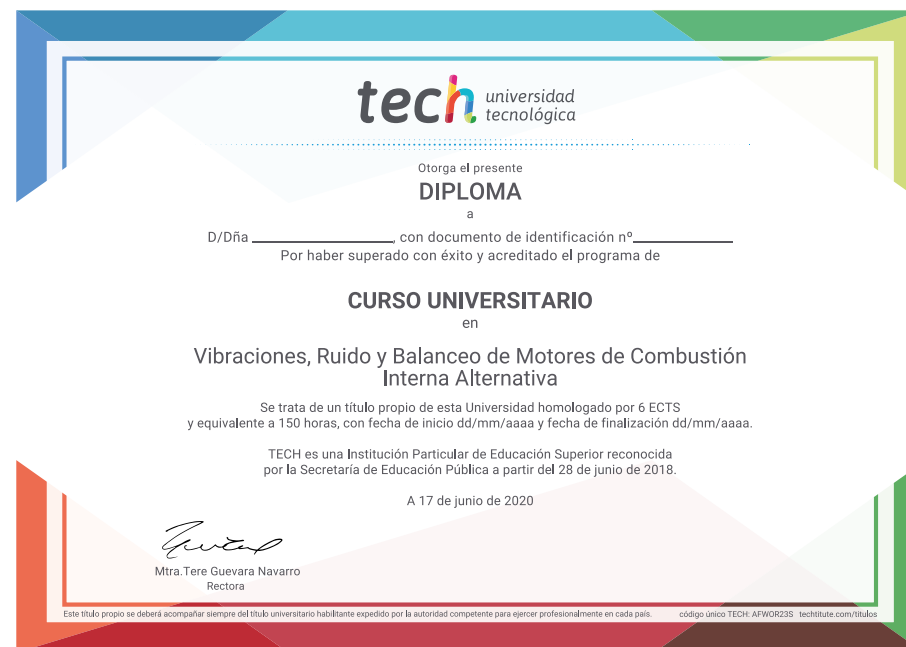 tech universidad
tecnológica
Otorga el presente
DIPLOMA
a
D/Dña ____________________, con documento de identificación nº______________
Por haber superado con éxito y acreditado el programa de
CURSO UNIVERSITARIO
en
Vibraciones, Ruido y Balanceo de Motores de Combustión
Interna Alternativa
Se trata de un título propio de esta Universidad homologado por 6 ECTS
y equivalente a 150 horas, con fecha de inicio dd/mm/aaaa y fecha de finalización dd/mm/aaaa.
TECH es una Institución Particular de Educación Superior reconocida
por la Secretaría de Educación Pública a partir del 28 de junio de 2018.
A 17 de junio de 2020
Mtra.Tere Guevara Navarro
Rectora
Este título propio se deberá acompañar siempre del título universitario habilitante expedido por la autoridad competente para ejercer profesionalmente en cada país. código único TECH: AFWOR23S techtitute.com/titulos